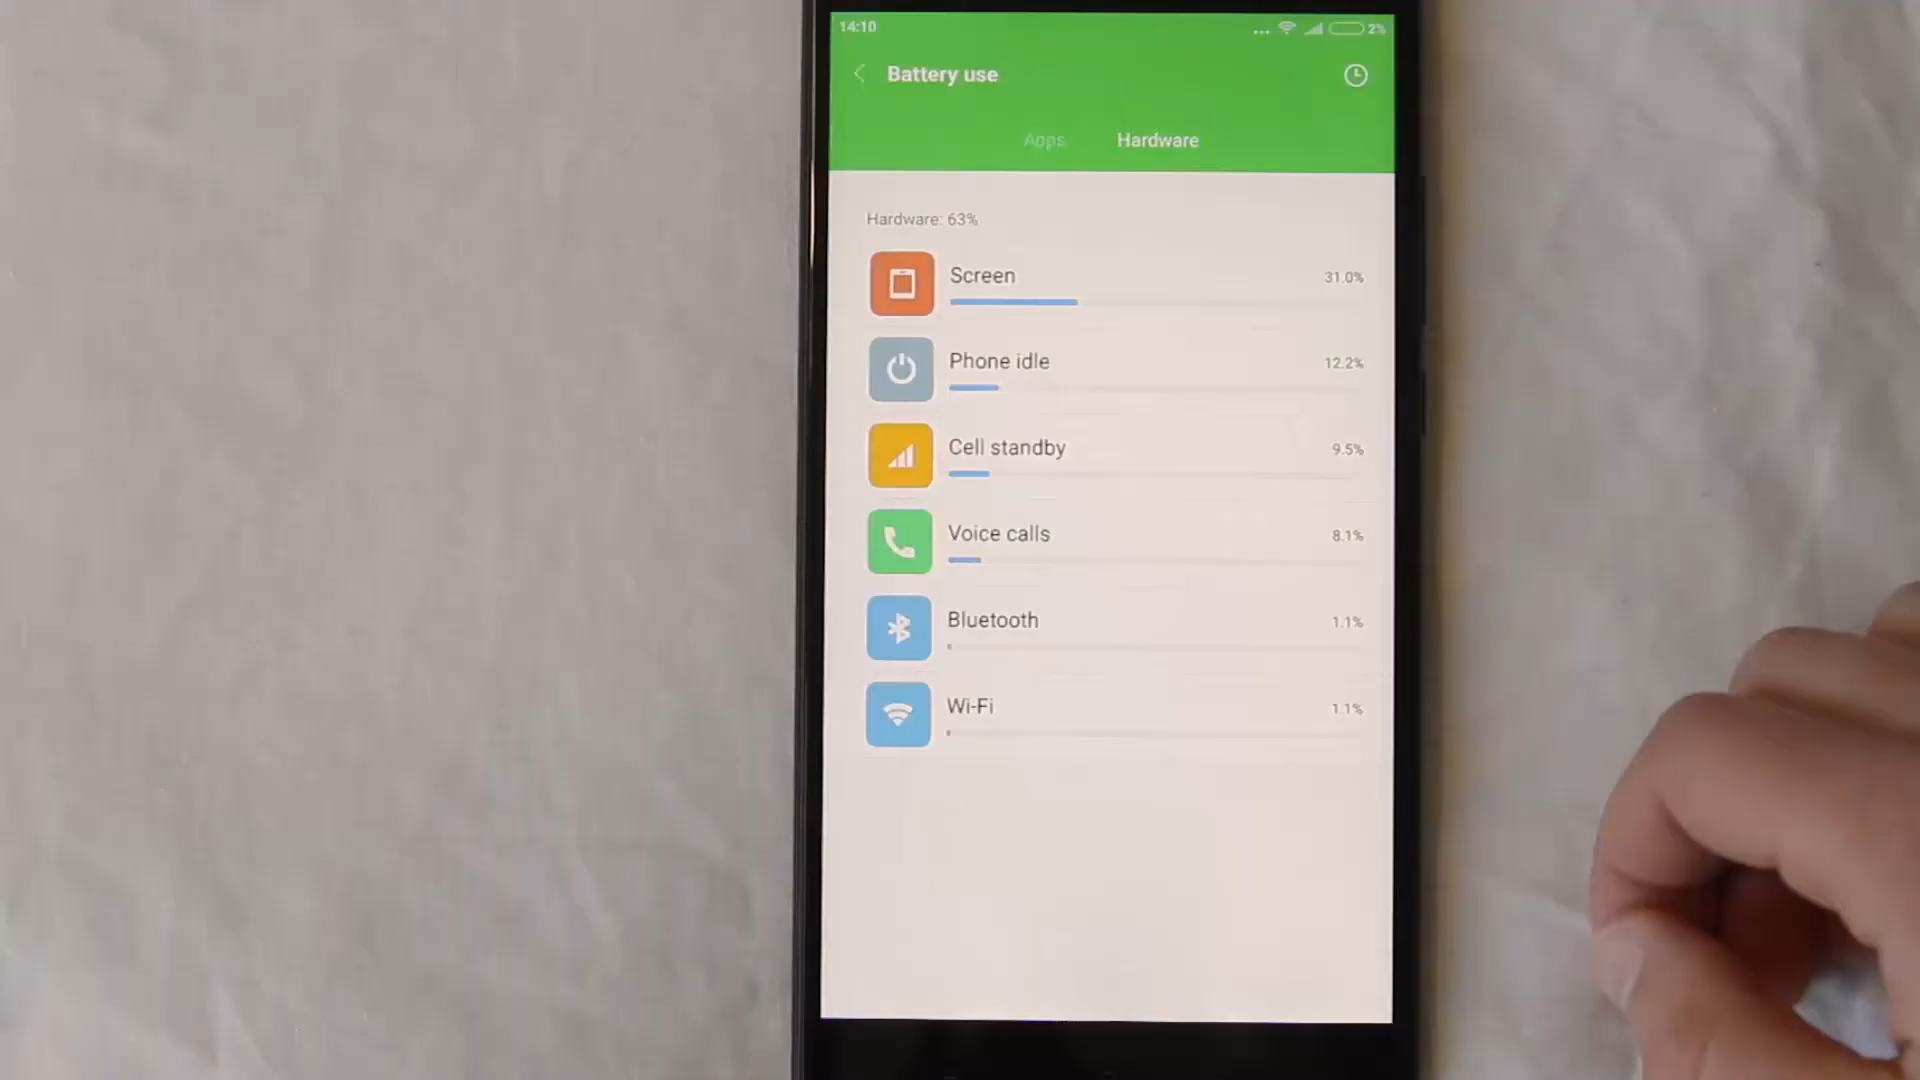 14:10 ... 2%
Battery use
Apps Hardware
Hardware: 63%
Screen 31.0%
Phone idle 12.2%
Cell standby 9.5%
Voice calls 8.1%
Bluetooth 1.1%
Wi-Fi 1.1%